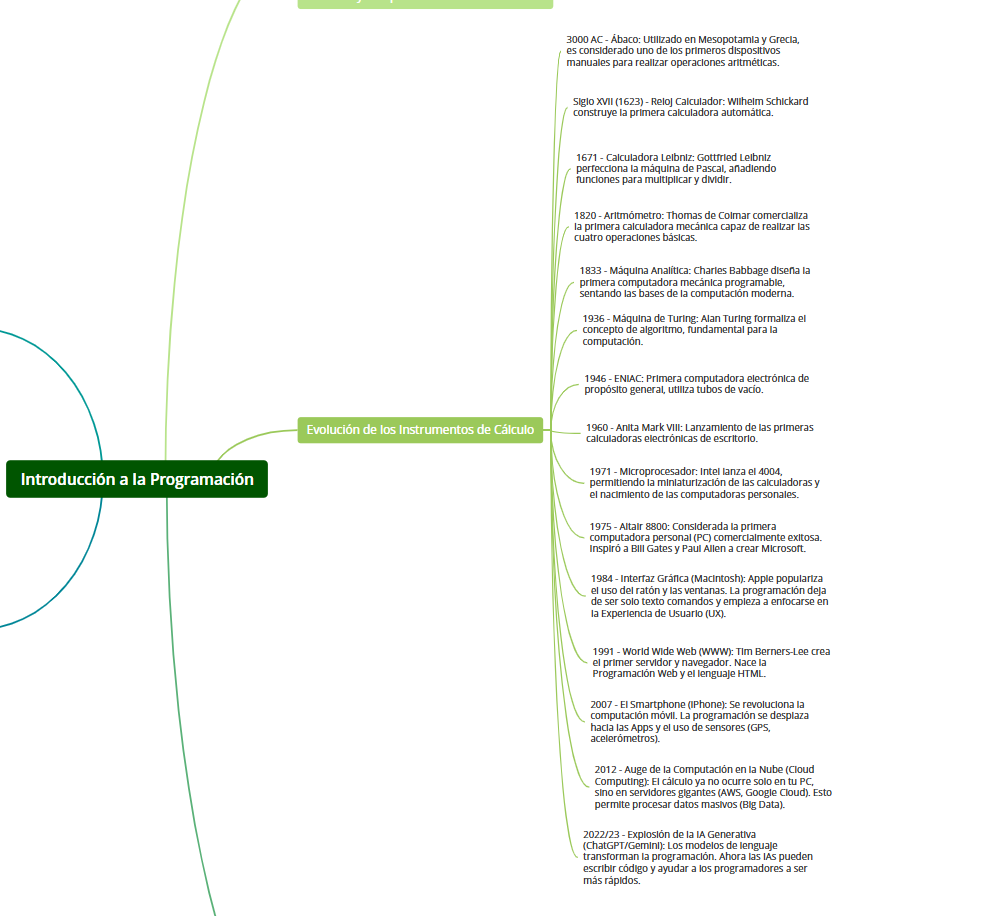 3000 AC - Ábaco: Utilizado en Mesopotamia y Grecia,
es considerado uno de los primeros dispositivos
manuales para realizar operaciones aritméticas.
Siglo XVII (1623) - Reloj Calculador: Wilhelm Schickard
construye la primera calculadora automática.
1671 - Calculadora Leibniz: Gottfried Leibniz
perfecciona la máquina de Pascal, añadiendo
funciones para multiplicar y dividir.
1820 - Aritmómetro: Thomas de Colmar comercializa
la primera calculadora mecánica capaz de realizar las
cuatro operaciones básicas.
1833 - Máquina Analítica: Charles Babbage diseña la
primera computadora mecánica programable,
sentando las bases de la computación moderna.
1936 - Máquina de Turing: Alan Turing formaliza el
concepto de algoritmo, fundamental para la
computación.
1946 - ENIAC: Primera computadora electrónica de
propósito general, utiliza tubos de vacío.
Evolución de los Instrumentos de Cálculo
1960 - Anita Mark VIII: Lanzamiento de las primeras
calculadoras electrónicas de escritorio.
Introducción a la Programación
1971 - Microprocesador: Intel lanza el 4004,
permitiendo la miniaturización de las calculadoras y
el nacimiento de las computadoras personales.
1975 - Altair 8800: Considerada la primera
computadora personal (PC) comercialmente exitosa.
Inspiró a Bill Gates y Paul Allen a crear Microsoft.
1984 - Interfaz Gráfica (Macintosh): Apple populariza
el uso del ratón y las ventanas. La programación deja
de ser solo texto comandos y empieza a enfocarse en
la Experiencia de Usuario (UX).
1991 - World Wide Web (WWW): Tim Berners-Lee crea
el primer servidor y navegador. Nace la
Programación Web y el lenguaje HTML.
2007 - El Smartphone (iPhone): Se revoluciona la
computación móvil. La programación se desplaza
hacia las Apps y el uso de sensores (GPS,
acelerómetros).
2012 - Auge de la Computación en la Nube (Cloud
Computing): El cálculo ya no ocurre solo en tu PC,
sino en servidores gigantes (AWS, Google Cloud). Esto
permite procesar datos masivos (Big Data).
2022/23 - Explosión de la IA Generativa
(ChatGPT/Gemini): Los modelos de lenguaje
transforman la programación. Ahora las IAs pueden
escribir código y ayudar a los programadores a ser
más rápidos.